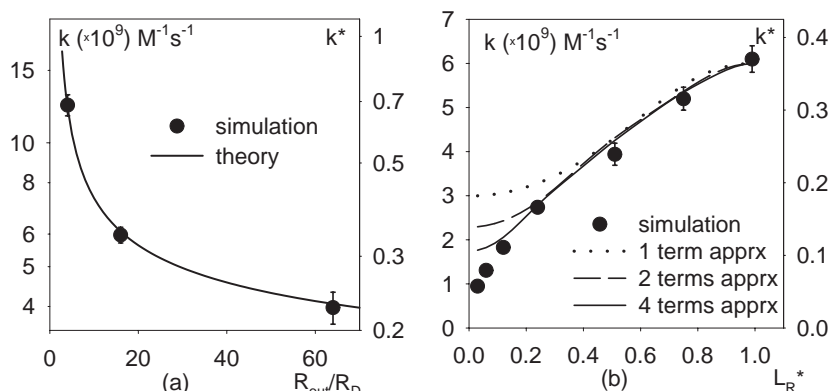 k (×10⁹) M⁻¹s⁻¹
k*
15
10
8
6
5
4
1
0.7
0.5
0.3
0.2
simulation
theory
0 20 40 60
(a)
R_out/R_D
k (×10⁹) M⁻¹s⁻¹
k*
7
6
5
4
3
2
1
0
0.4
0.3
0.2
0.1
0.0
simulation
1 term apprx
2 terms apprx
4 terms apprx
0.0 0.2 0.4 0.6 0.8 1.0
(b)
L_R*